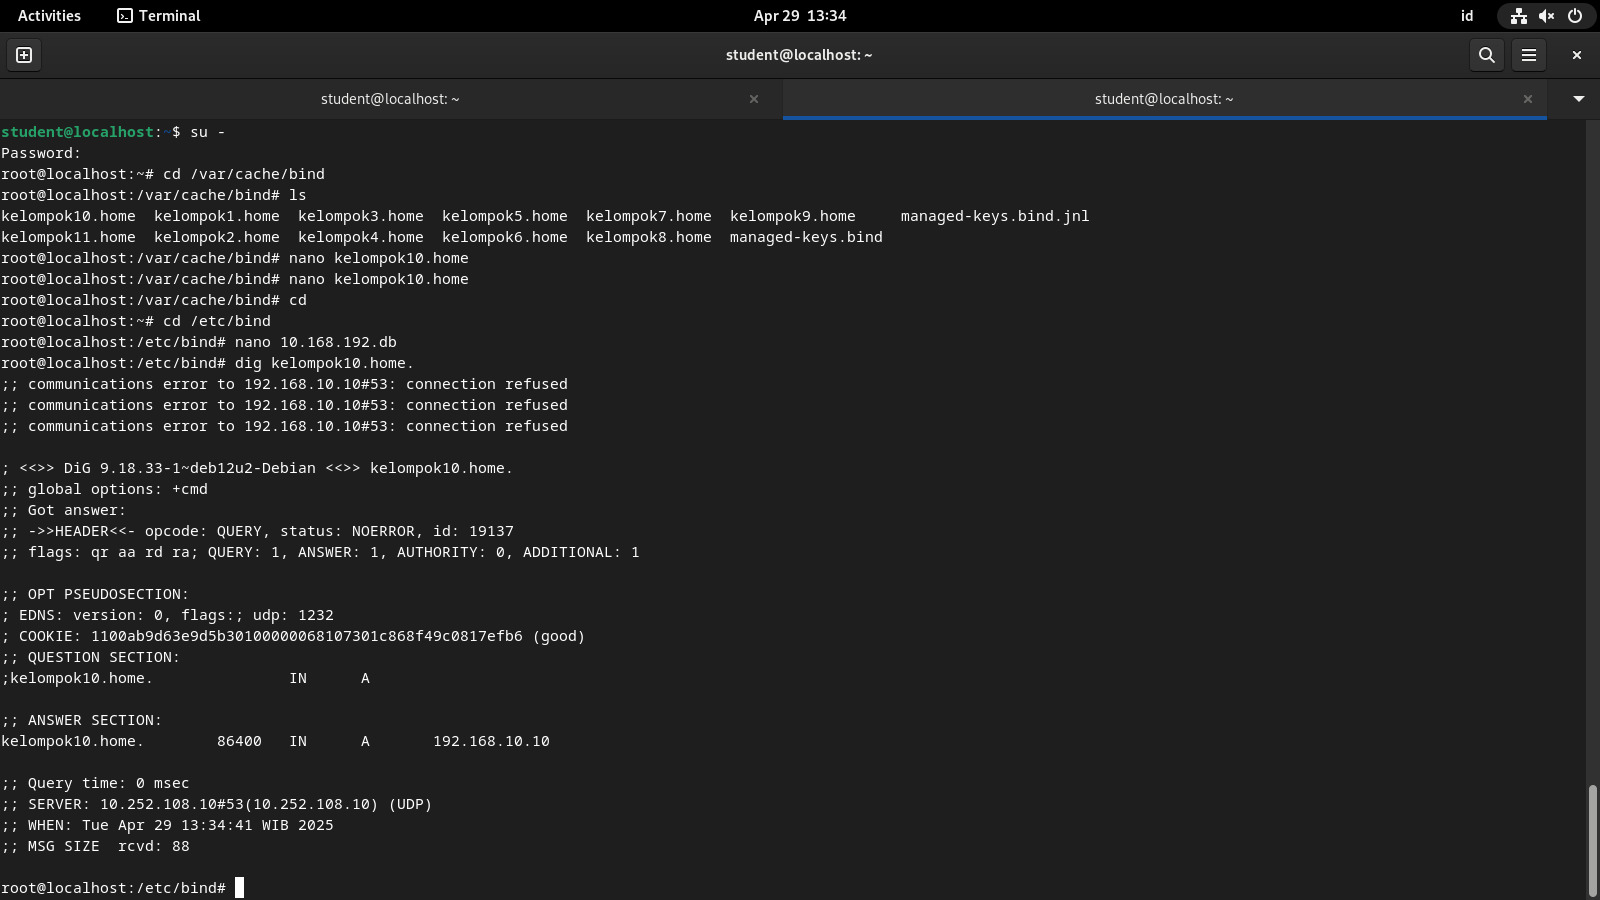 Activities
Terminal
Apr 29 13:34
id
student@localhost: ~
student@localhost: ~
student@localhost: ~
student@localhost:~$ su -
Password:
root@localhost:~# cd /var/cache/bind
root@localhost:/var/cache/bind# ls
kelompok10.home  kelompok1.home  kelompok3.home  kelompok5.home  kelompok7.home  kelompok9.home     managed-keys.bind.jnl
kelompok11.home  kelompok2.home  kelompok4.home  kelompok6.home  kelompok8.home  managed-keys.bind
root@localhost:/var/cache/bind# nano kelompok10.home
root@localhost:/var/cache/bind# nano kelompok10.home
root@localhost:/var/cache/bind# cd
root@localhost:~# cd /etc/bind
root@localhost:/etc/bind# nano 10.168.192.db
root@localhost:/etc/bind# dig kelompok10.home.
;; communications error to 192.168.10.10#53: connection refused
;; communications error to 192.168.10.10#53: connection refused
;; communications error to 192.168.10.10#53: connection refused
; <<>> DiG 9.18.33-1~deb12u2-Debian <<>> kelompok10.home.
;; global options: +cmd
;; Got answer:
;; ->>HEADER<<- opcode: QUERY, status: NOERROR, id: 19137
;; flags: qr aa rd ra; QUERY: 1, ANSWER: 1, AUTHORITY: 0, ADDITIONAL: 1
;; OPT PSEUDOSECTION:
; EDNS: version: 0, flags:; udp: 1232
; COOKIE: 1100ab9d63e9d5b30100000068107301c868f49c0817efb6 (good)
;; QUESTION SECTION:
;kelompok10.home.               IN      A
;; ANSWER SECTION:
kelompok10.home.        86400   IN      A       192.168.10.10
;; Query time: 0 msec
;; SERVER: 10.252.108.10#53(10.252.108.10) (UDP)
;; WHEN: Tue Apr 29 13:34:41 WIB 2025
;; MSG SIZE  rcvd: 88
root@localhost:/etc/bind#